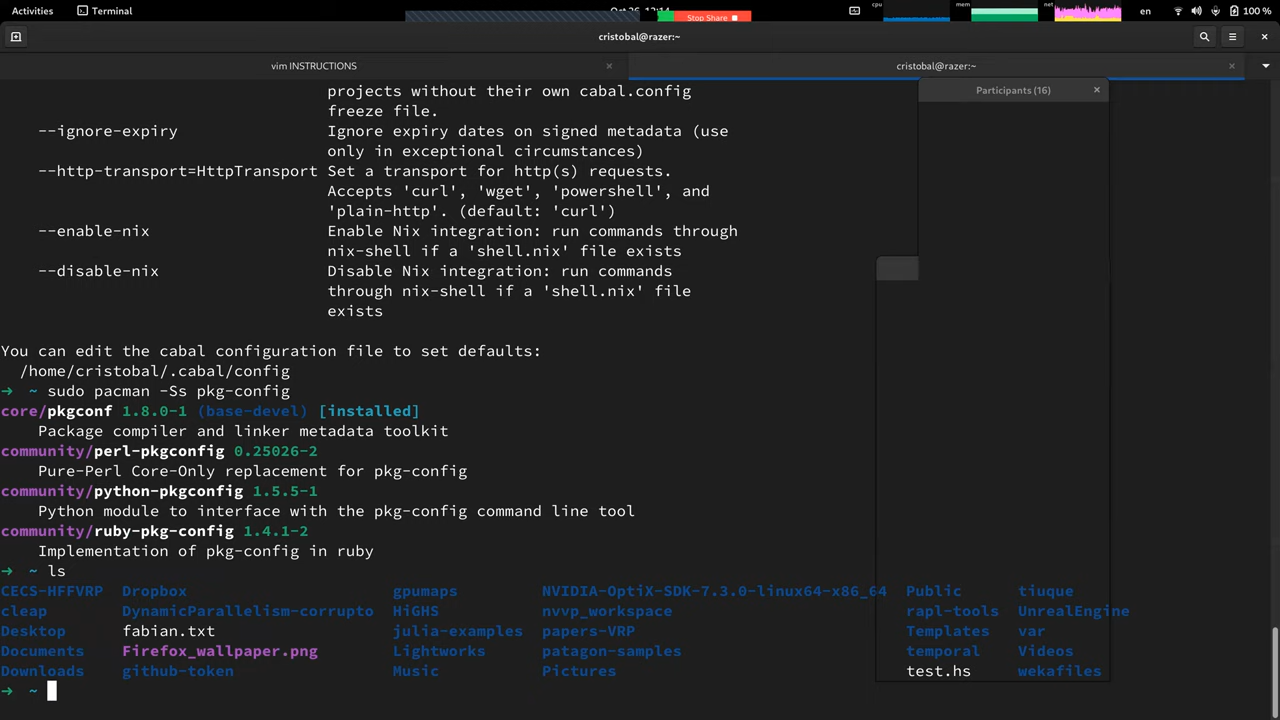 Activities Terminal Stop Share cpu mem net en 100 %
cristobal@razer:~
vim INSTRUCTIONS × cristobal@razer:~ ×
Participants (16) ×
projects without their own cabal.config
freeze file.
--ignore-expiry Ignore expiry dates on signed metadata (use
only in exceptional circumstances)
--http-transport=HttpTransport Set a transport for http(s) requests.
Accepts 'curl', 'wget', 'powershell', and
'plain-http'. (default: 'curl')
--enable-nix Enable Nix integration: run commands through
nix-shell if a 'shell.nix' file exists
--disable-nix Disable Nix integration: run commands
through nix-shell if a 'shell.nix' file
exists
You can edit the cabal configuration file to set defaults:
/home/cristobal/.cabal/config
→ ~ sudo pacman -Ss pkg-config
core/pkgconf 1.8.0-1 (base-devel) [installed]
Package compiler and linker metadata toolkit
community/perl-pkgconfig 0.25026-2
Pure-Perl Core-Only replacement for pkg-config
community/python-pkgconfig 1.5.5-1
Python module to interface with the pkg-config command line tool
community/ruby-pkg-config 1.4.1-2
Implementation of pkg-config in ruby
→ ~ ls
CECS-HFFVRP Dropbox gpumaps NVIDIA-OptiX-SDK-7.3.0-linux64-x86_64 Public tiuque
cleap DynamicParallelism-corrupto HiGHS nvvp_workspace rapl-tools UnrealEngine
Desktop fabian.txt julia-examples papers-VRP Templates var
Documents Firefox_wallpaper.png Lightworks patagon-samples temporal Videos
Downloads github-token Music Pictures test.hs wekafiles
→ ~